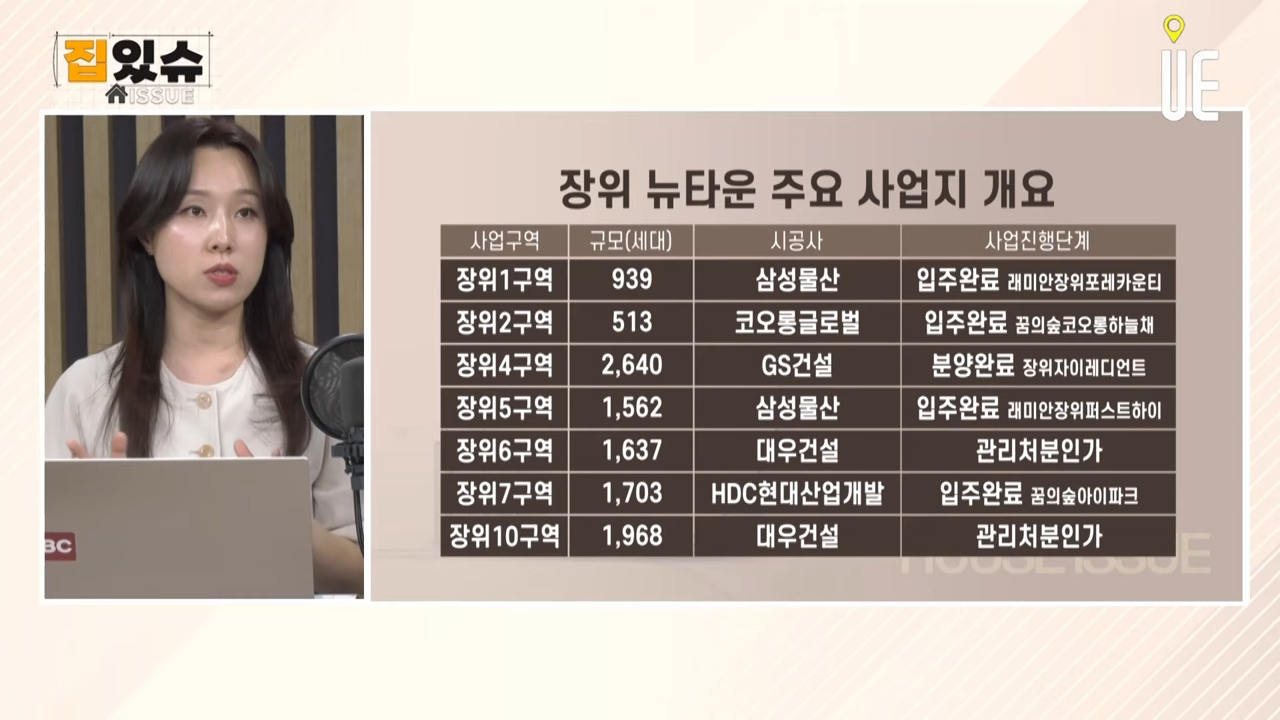 집있슈
ISSUE
UE
장위 뉴타운 주요 사업지 개요
사업구역 규모(세대) 시공사 사업진행단계
장위1구역 939 삼성물산 입주완료 래미안장위포레카운티
장위2구역 513 코오롱글로벌 입주완료 꿈의숲코오롱하늘채
장위4구역 2,640 GS건설 분양완료 장위자이레디언트
장위5구역 1,562 삼성물산 입주완료 래미안장위퍼스트하이
장위6구역 1,637 대우건설 관리처분인가
장위7구역 1,703 HDC현대산업개발 입주완료 꿈의숲아이파크
장위10구역 1,968 대우건설 관리처분인가
HOUSE ISSUE
BC